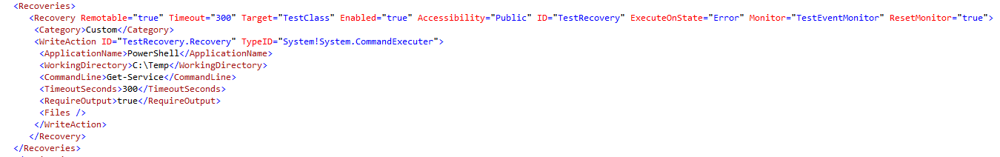 <Recoveries>
<Recovery Remotable="true" Timeout="300" Target="TestClass" Enabled="true" Accessibility="Public" ID="TestRecovery" ExecuteOnState="Error" Monitor="TestEventMonitor" ResetMonitor="true">
<Category>Custom</Category>
<WriteAction ID="TestRecovery.Recovery" TypeID="System!System.CommandExecuter">
<ApplicationName>PowerShell</ApplicationName>
<WorkingDirectory>C:\Temp</WorkingDirectory>
<CommandLine>Get-Service</CommandLine>
<TimeoutSeconds>300</TimeoutSeconds>
<RequireOutput>true</RequireOutput>
<Files />
</WriteAction>
</Recovery>
</Recoveries>